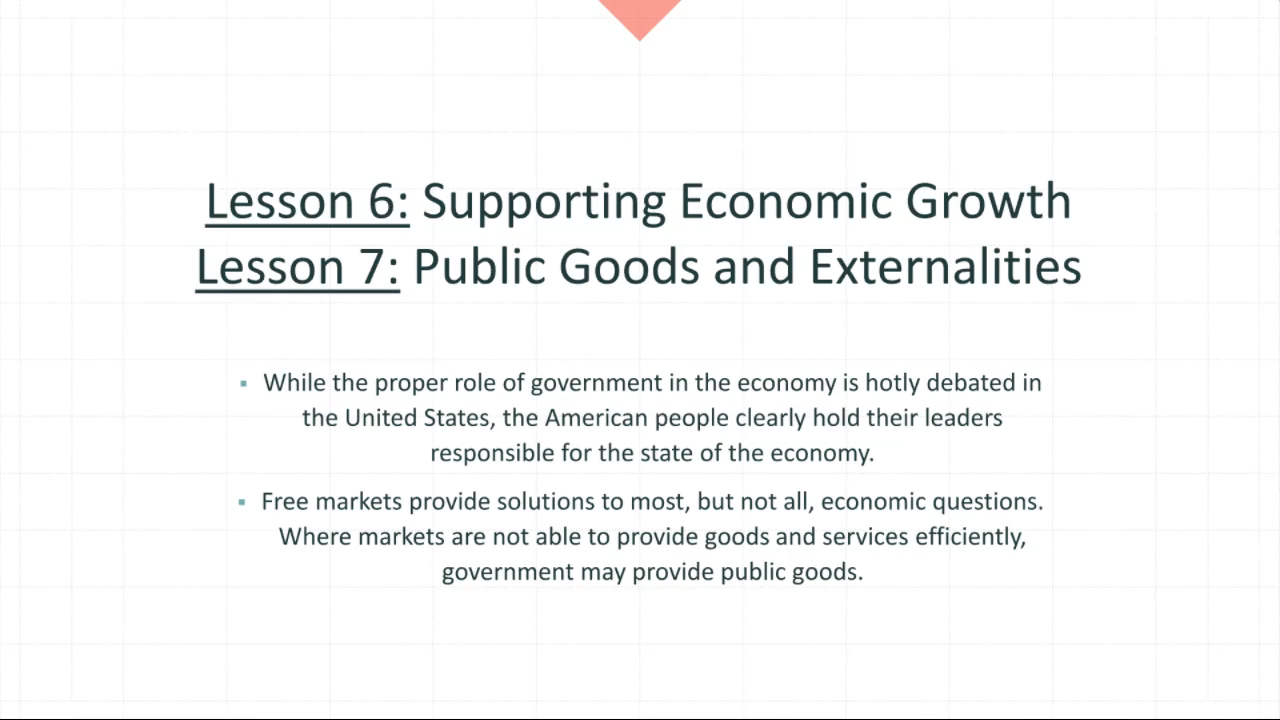 Lesson 6: Supporting Economic Growth
Lesson 7: Public Goods and Externalities
▪ While the proper role of government in the economy is hotly debated in
the United States, the American people clearly hold their leaders
responsible for the state of the economy.
▪ Free markets provide solutions to most, but not all, economic questions.
Where markets are not able to provide goods and services efficiently,
government may provide public goods.